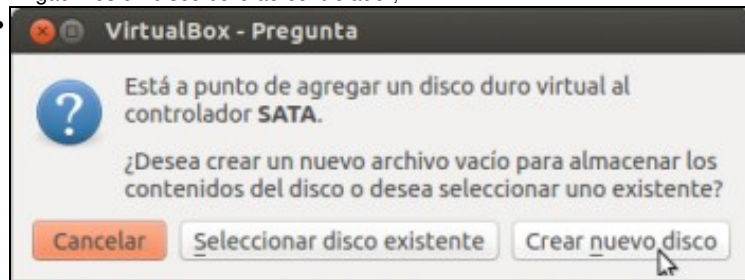 VirtualBox - Pregunta
Está a punto de agregar un disco duro virtual al
controlador SATA.
¿Desea crear un nuevo archivo vacío para almacenar los
contenidos del disco o desea seleccionar uno existente?
Cancelar Seleccionar disco existente Crear nuevo disco